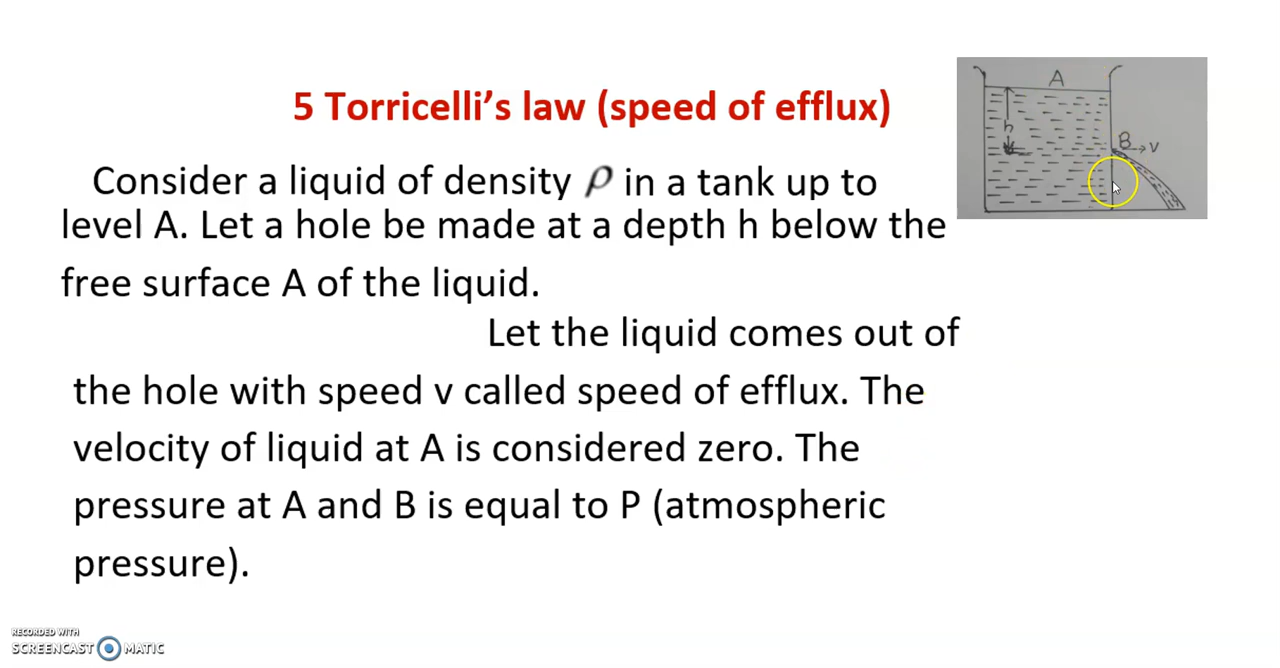 5 Torricelli's law (speed of efflux)
Consider a liquid of density ρ in a tank up to
level A. Let a hole be made at a depth h below the
free surface A of the liquid.
Let the liquid comes out of
the hole with speed v called speed of efflux. The
velocity of liquid at A is considered zero. The
pressure at A and B is equal to P (atmospheric
pressure).
A
h
B
v
RECORDED WITH
SCREENCAST MATIC